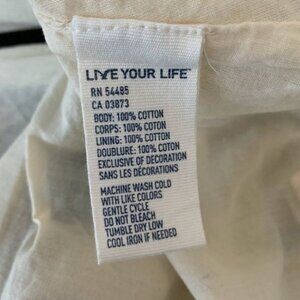 LIVE YOUR LIFE™
RN 54485
CA 03873
BODY: 100% COTTON
CORPS: 100% COTON
LINING: 100% COTTON
DOUBLURE: 100% COTON
EXCLUSIVE OF DECORATION
SANS LES DÉCORATIONS
MACHINE WASH COLD
WITH LIKE COLORS
GENTLE CYCLE
DO NOT BLEACH
TUMBLE DRY LOW
COOL IRON IF NEEDED